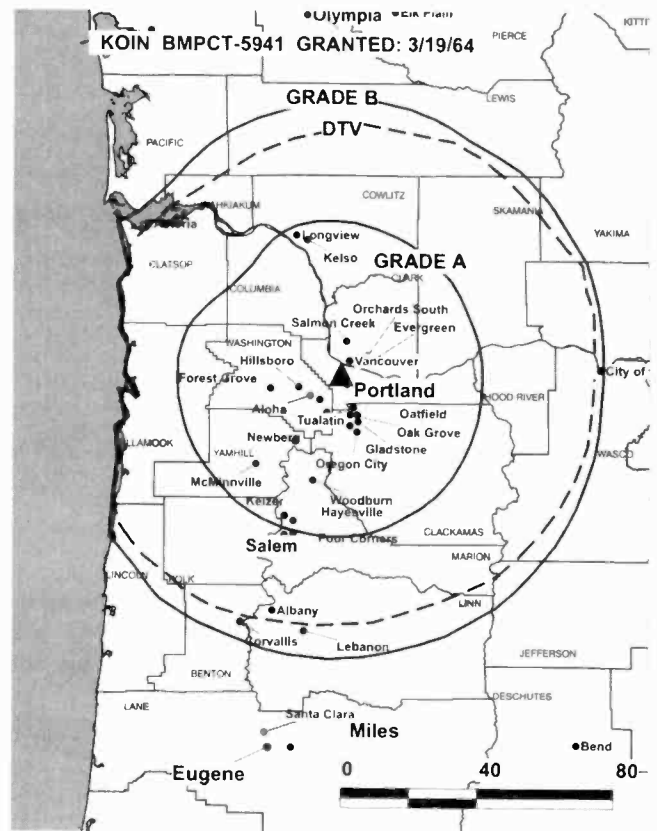 Olympia
Elk Plain
PIERCE
KOIN BMPCT-5941 GRANTED: 3/19/64
LEWIS
GRADE B
DTV
PACIFIC
COWLITZ
SKAMANIA
YAKIMA
Longview
Kelso
CLATSOP
GRADE A
CLARK
COLUMBIA
Orchards South
Salmon Creek
Evergreen
WASHINGTON
Vancouver
Hillsboro
City of
Forest Grove
Portland
HOOD RIVER
Aloha
Oatfield
Tualatin
Oak Grove
LLAMOOK
Newberg
Gladstone
YAMHILL
WASCO
Oregon City
McMinnville
Woodburn
Keizer
Hayesville
CLACKAMAS
Four Corners
Salem
MARION
LINCOLN
POLK
Albany
LINN
Corvallis
Lebanon
JEFFERSON
BENTON
DESCHUTES
LANE
Santa Clara
Miles
Eugene
Bend
0 40 80